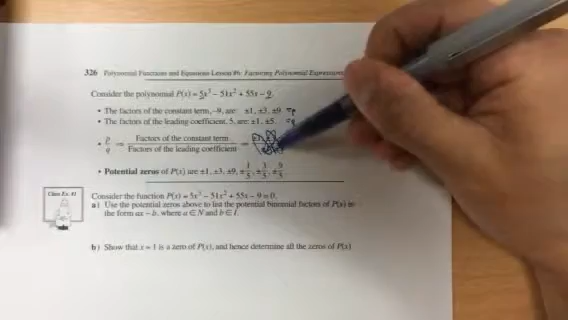 326 Polynomial Functions and Equations Lesson #6: Factoring Polynomial Expressions
Consider the polynomial P(x) = 5x³ − 51x² + 55x − 9.
• The factors of the constant term, −9, are: ±1, ±3, ±9. =p
• The factors of the leading coefficient, 5, are: ±1, ±5. =q
• p/q ⇒ Factors of the constant term / Factors of the leading coefficient =
• Potential zeros of P(x) are ±1, ±3, ±9, ±1/5, ±3/5, ±9/5
Class Ex. #1
Consider the function P(x) = 5x³ − 51x² + 55x − 9 = 0.
a) Use the potential zeros above to list the potential binomial factors of P(x) in
the form ax − b, where a ∈ N and b ∈ I.
b) Show that x = 1 is a zero of P(x), and hence determine all the zeros of P(x)